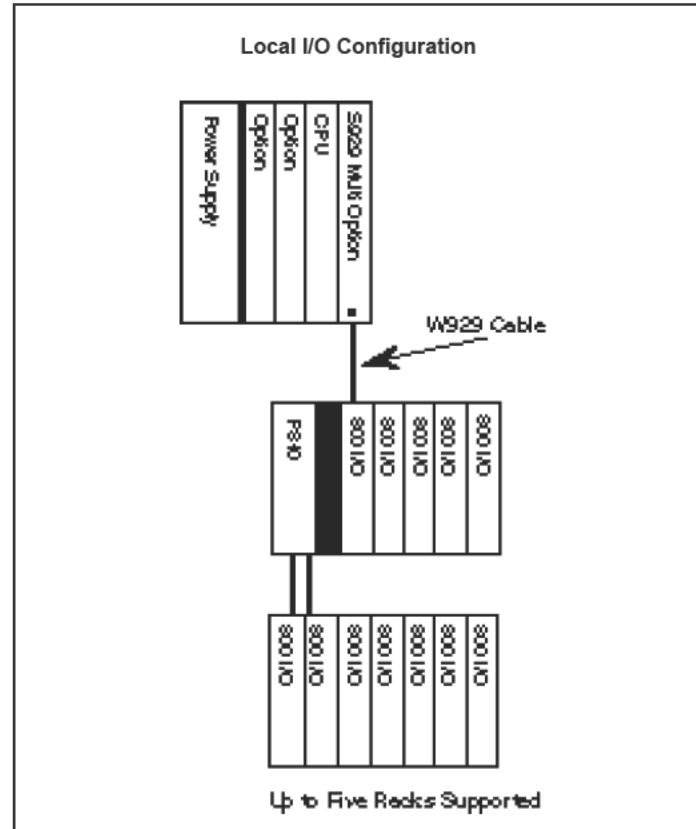 Local I/O Configuration
Power Supply
Option
Option
CPU
S929 Multi Option
W929 Cable
P840
800 I/O
800 I/O
800 I/O
800 I/O
800 I/O
800 I/O
800 I/O
800 I/O
800 I/O
800 I/O
800 I/O
800 I/O
Up to Five Racks Supported